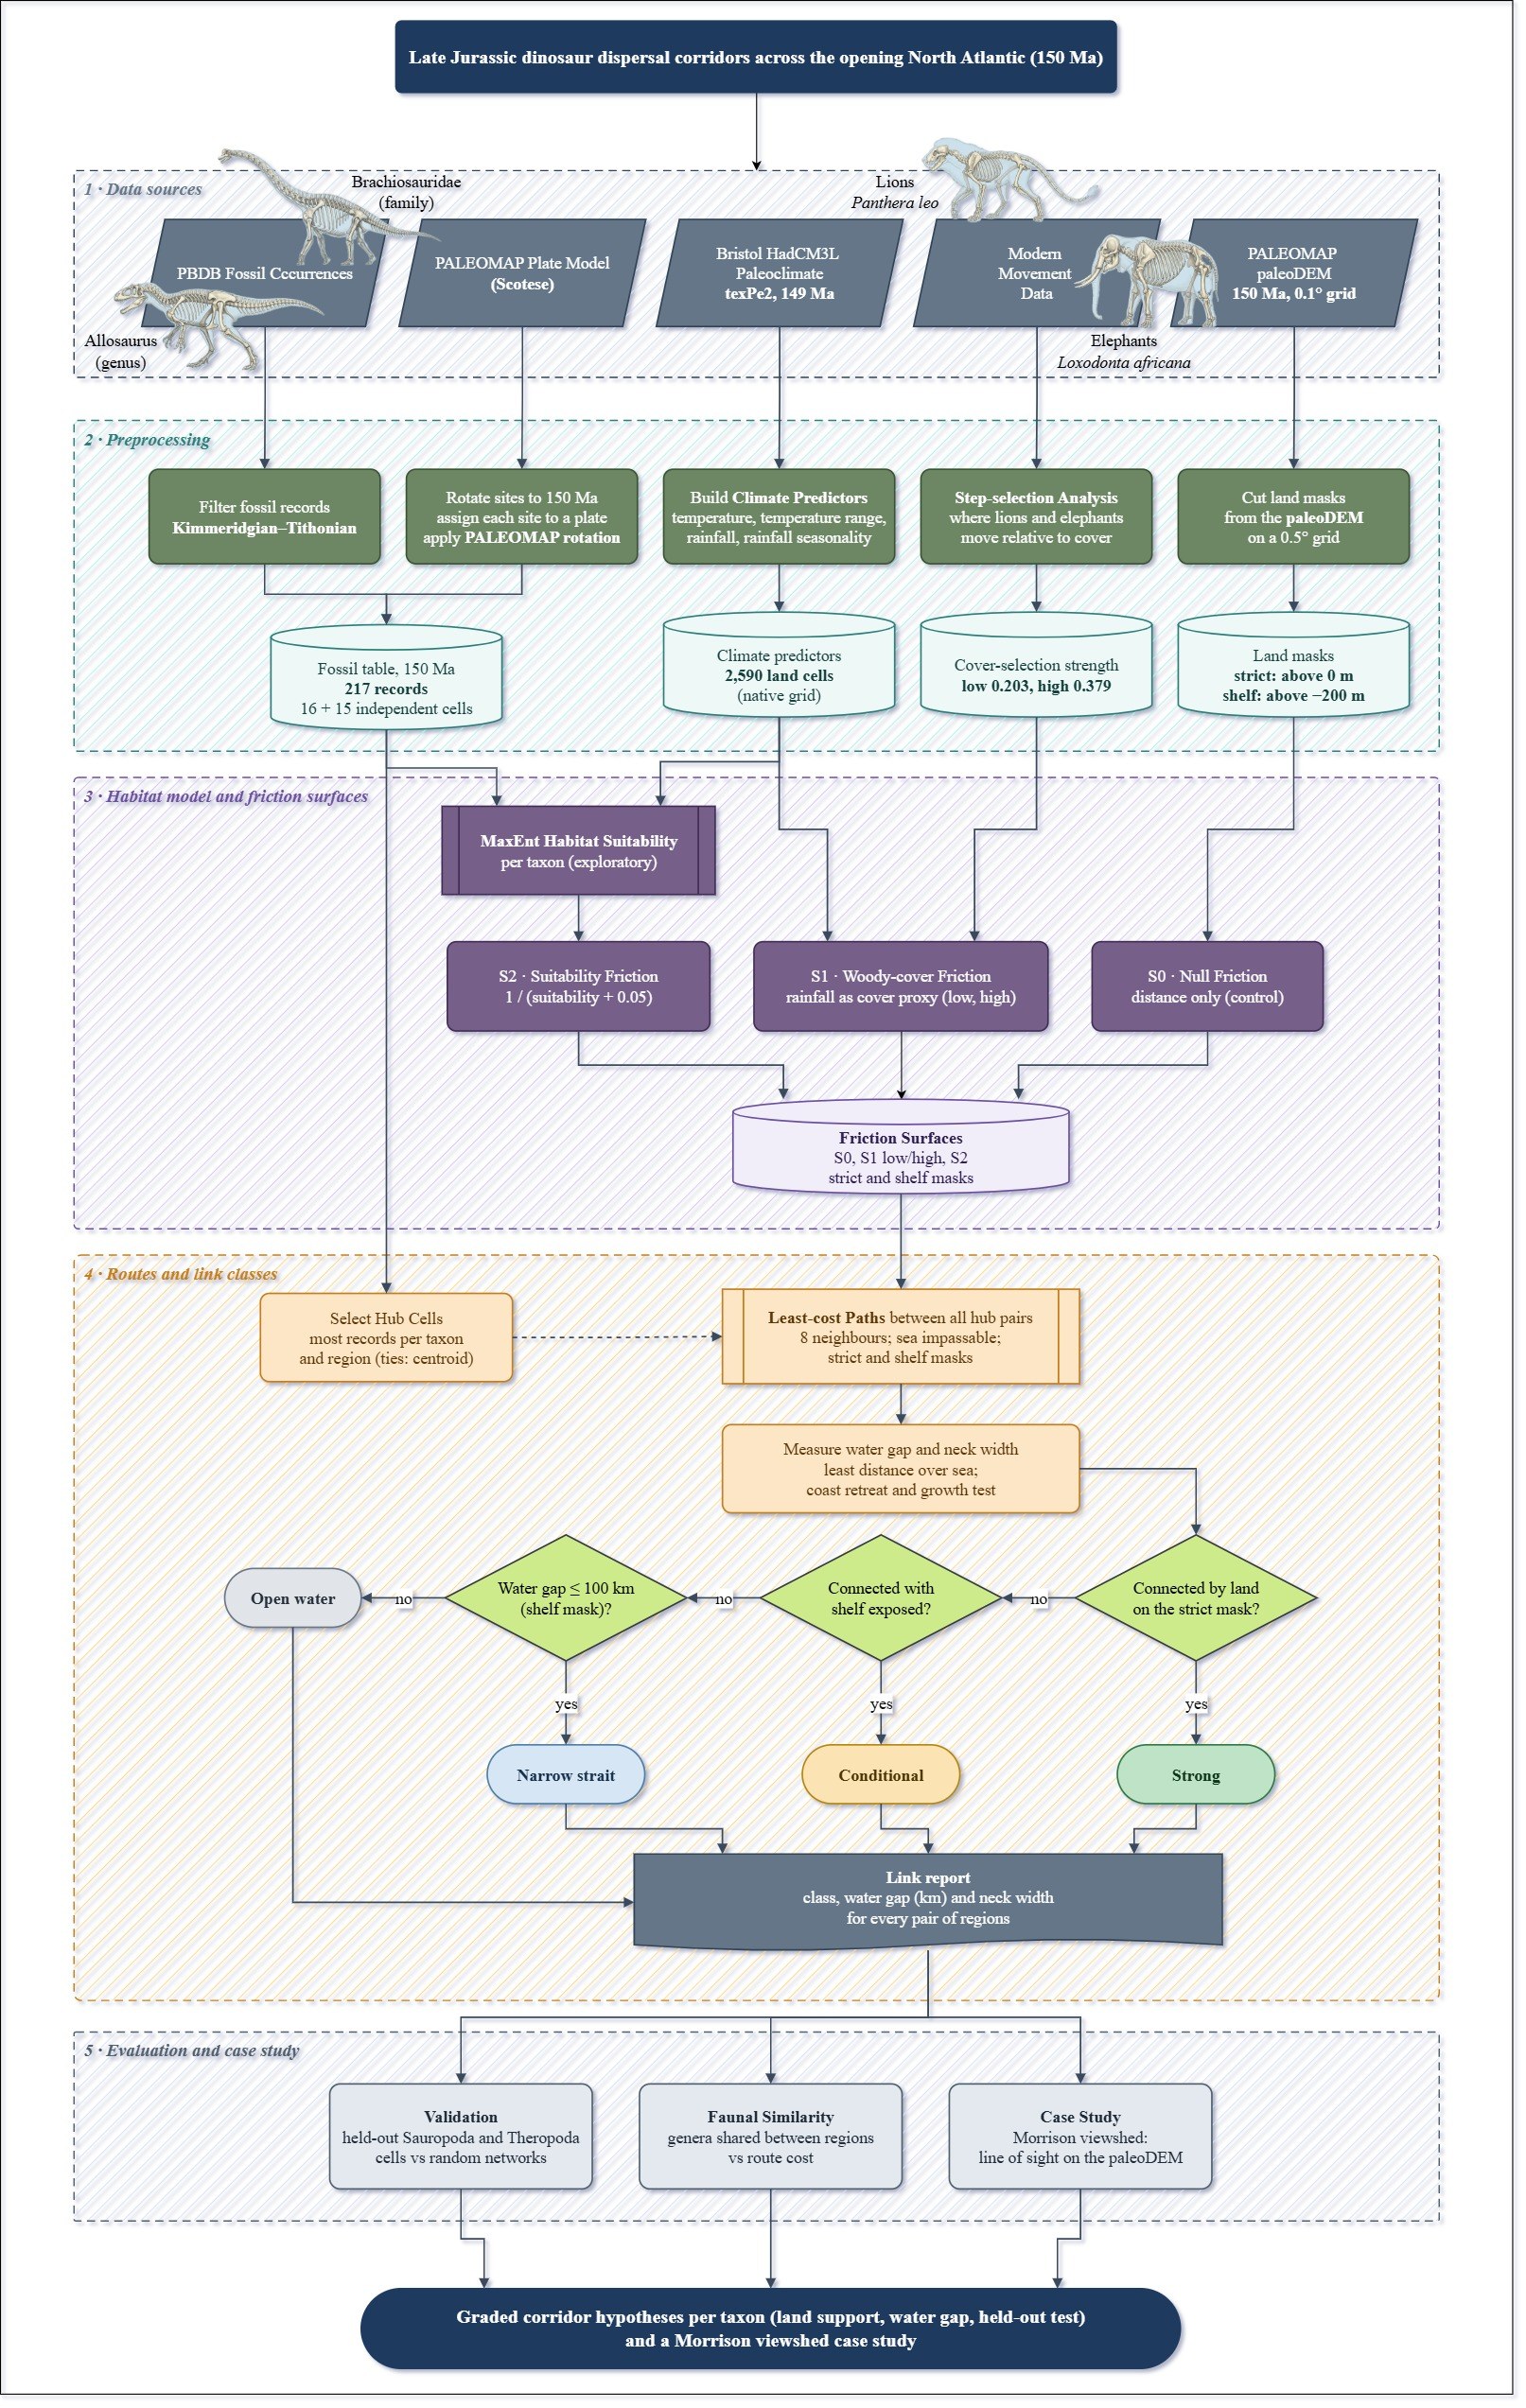 Late Jurassic dinosaur dispersal corridors across the opening North Atlantic (150 Ma)
1 · Data sources
Brachiosauridae
(family)
Lions
Panthera leo
PBDB Fossil Cccurrences
PALEOMAP Plate Model
(Scotese)
Bristol HadCM3L
Paleoclimate
texPe2, 149 Ma
Modern
Movement
Data
PALEOMAP
paleoDEM
150 Ma, 0.1° grid
Allosaurus
(genus)
Elephants
Loxodonta africana
2 · Preprocessing
Filter fossil records
Kimmeridgian–Tithonian
Rotate sites to 150 Ma
assign each site to a plate
apply PALEOMAP rotation
Build Climate Predictors
temperature, temperature range,
rainfall, rainfall seasonality
Step-selection Analysis
where lions and elephants
move relative to cover
Cut land masks
from the paleoDEM
on a 0.5° grid
Fossil table, 150 Ma
217 records
16 + 15 independent cells
Climate predictors
2,590 land cells
(native grid)
Cover-selection strength
low 0.203, high 0.379
Land masks
strict: above 0 m
shelf: above −200 m
3 · Habitat model and friction surfaces
MaxEnt Habitat Suitability
per taxon (exploratory)
S2 · Suitability Friction
1 / (suitability + 0.05)
S1 · Woody-cover Friction
rainfall as cover proxy (low, high)
S0 · Null Friction
distance only (control)
Friction Surfaces
S0, S1 low/high, S2
strict and shelf masks
4 · Routes and link classes
Select Hub Cells
most records per taxon
and region (ties: centroid)
Least-cost Paths between all hub pairs
8 neighbours; sea impassable;
strict and shelf masks
Measure water gap and neck width
least distance over sea;
coast retreat and growth test
Open water
no
Water gap ≤ 100 km
(shelf mask)?
no
Connected with
shelf exposed?
no
Connected by land
on the strict mask?
yes
yes
yes
Narrow strait
Conditional
Strong
Link report
class, water gap (km) and neck width
for every pair of regions
5 · Evaluation and case study
Validation
held-out Sauropoda and Theropoda
cells vs random networks
Faunal Similarity
genera shared between regions
vs route cost
Case Study
Morrison viewshed:
line of sight on the paleoDEM
Graded corridor hypotheses per taxon (land support, water gap, held-out test)
and a Morrison viewshed case study